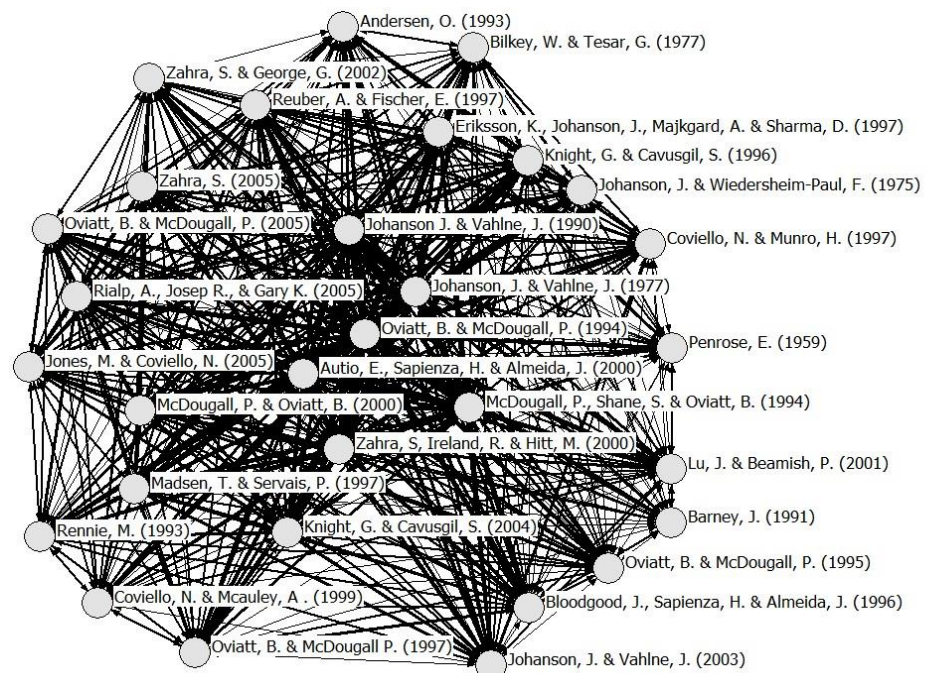 Andersen, O. (1993)
Bilkey, W. & Tesar, G. (1977)
Zahra, S. & George, G. (2002)
Reuber, A. & Fischer, E. (1997)
Eriksson, K., Johanson, J., Majkgard, A. & Sharma, D. (1997)
Knight, G. & Cavusgil, S. (1996)
Zahra, S. (2005)
Johanson, J. & Wiedersheim-Paul, F. (1975)
Oviatt, B. & McDougall, P. (2005)
Johanson J. & Vahlne, J. (1990)
Coviello, N. & Munro, H. (1997)
Rialp, A., Josep R., & Gary K. (2005)
Johanson, J. & Vahlne, J. (1977)
Oviatt, B. & McDougall, P. (1994)
Penrose, E. (1959)
Jones, M. & Coviello, N. (2005)
Autio, E., Sapienza, H. & Almeida, J. (2000)
McDougall, P. & Oviatt, B. (2000)
McDougall, P., Shane, S. & Oviatt, B. (1994)
Zahra, S, Ireland, R. & Hitt, M. (2000)
Lu, J. & Beamish, P. (2001)
Madsen, T. & Servais, P. (1997)
Barney, J. (1991)
Rennie, M. (1993)
Knight, G. & Cavusgil, S. (2004)
Oviatt, B. & McDougall, P. (1995)
Coviello, N. & Mcauley, A . (1999)
Bloodgood, J., Sapienza, H. & Almeida, J. (1996)
Oviatt, B. & McDougall P. (1997)
Johanson, J. & Vahlne, J. (2003)